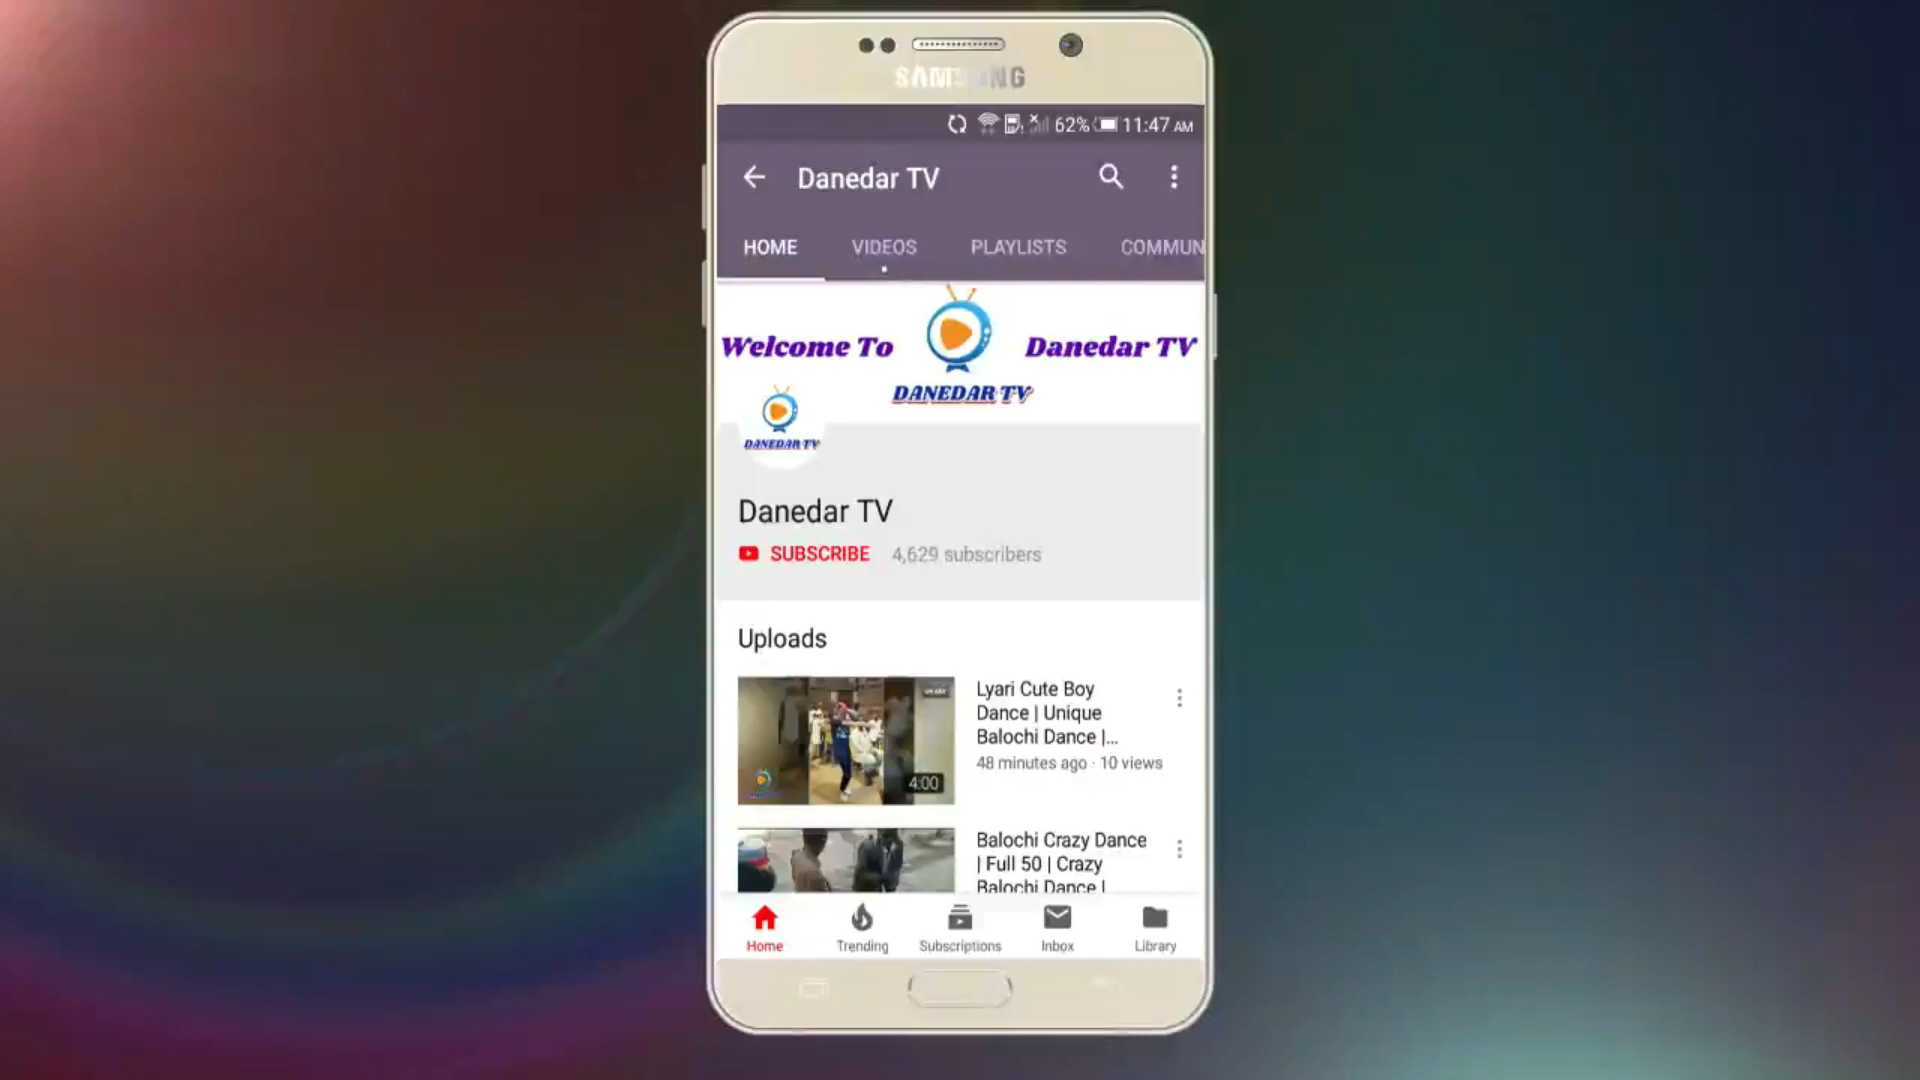 SAMSUNG
62% 11:47 AM
Danedar TV
HOME VIDEOS PLAYLISTS COMMUN
Welcome To Danedar TV
DANEDAR TV
DANEDAR TV
Danedar TV
SUBSCRIBE 4,629 subscribers
Uploads
Lyari Cute Boy
Dance | Unique
Balochi Dance |...
48 minutes ago · 10 views
4:00
Balochi Crazy Dance
| Full 50 | Crazy
Balochi Dance |
Home Trending Subscriptions Inbox Library